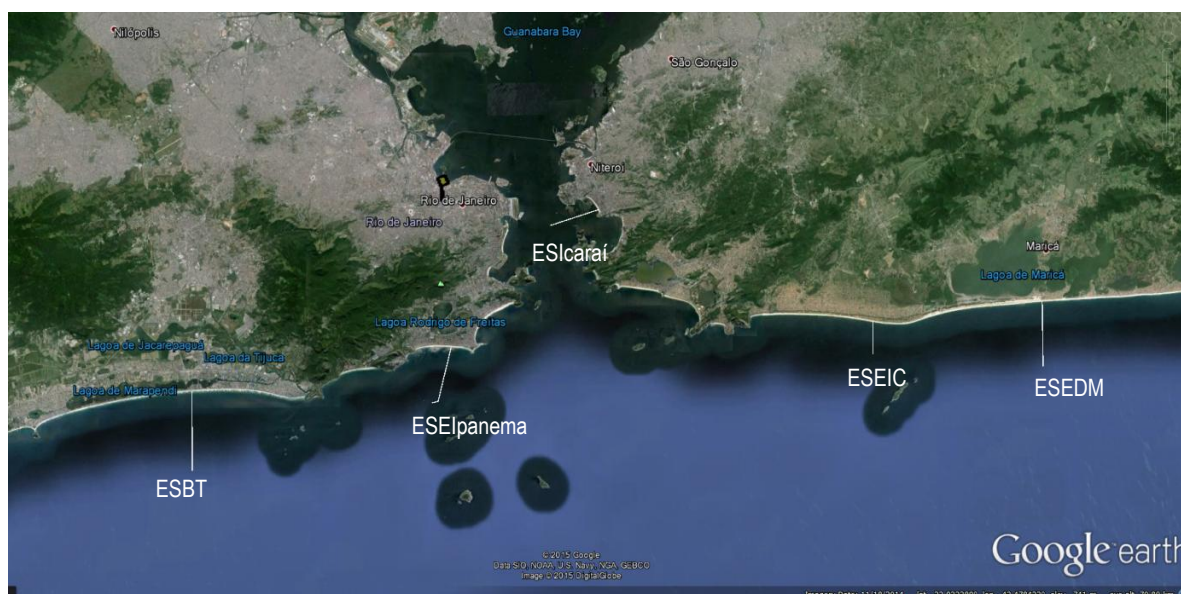 Guanabara Bay
Nilópolis
São Gonçalo
Niterói
Rio de Janeiro
Rio de Janeiro
ESIcaraí
Maricá
Lagoa de Maricá
Lagoa Rodrigo de Freitas
Lagoa de Jacarepaguá
Lagoa da Tijuca
Lagoa de Marapendi
ESEIC
ESEDM
ESEIpanema
ESBT
Google earth
©2015 Google
Data SIO, NOAA, U.S. Navy, NGA, GEBCO
Image ©2015 DigitalGlobe